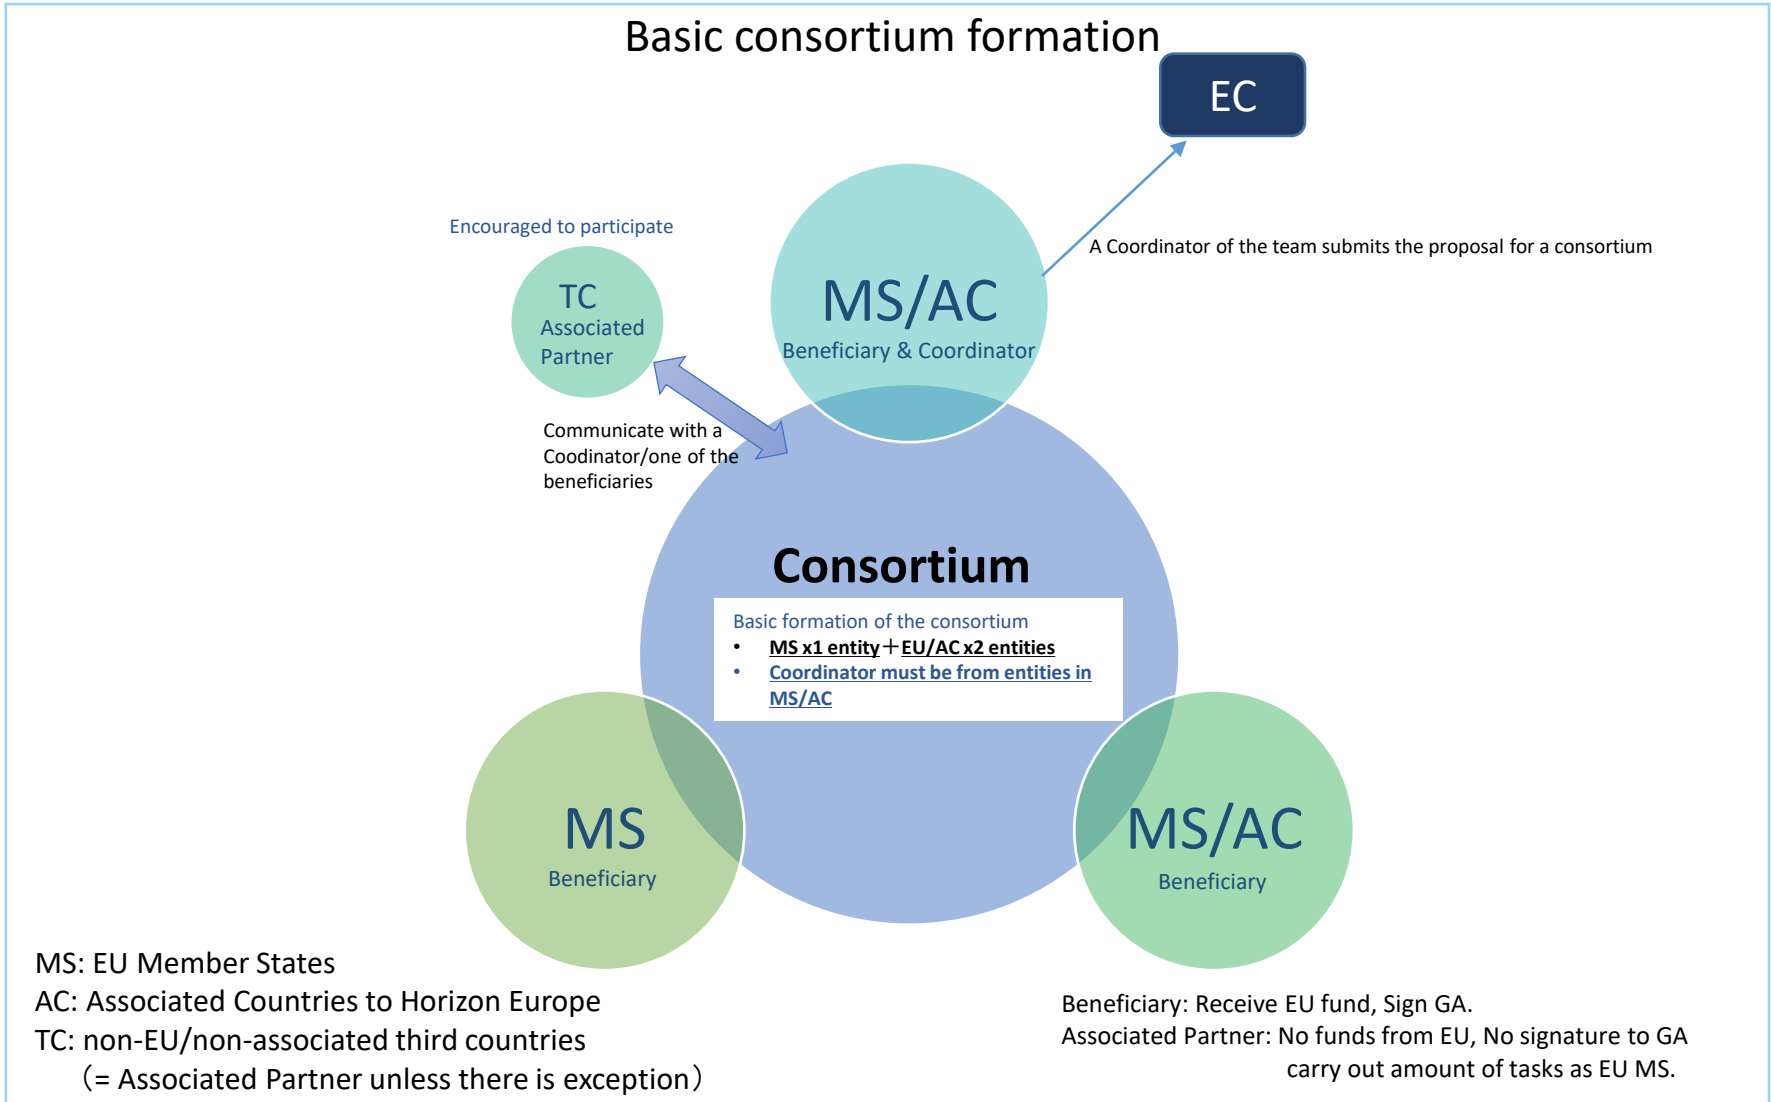 Basic consortium formation
EC
A Coordinator of the team submits the proposal for a consortium
Encouraged to participate
TC
Associated
Partner
MS/AC
Beneficiary & Coordinator
Communicate with a
Coodinator/one of the
beneficiaries
Consortium
Basic formation of the consortium
• MS x1 entity＋EU/AC x2 entities
• Coordinator must be from entities in
MS/AC
MS
Beneficiary
MS/AC
Beneficiary
MS: EU Member States
AC: Associated Countries to Horizon Europe
TC: non-EU/non-associated third countries
（= Associated Partner unless there is exception）
Beneficiary: Receive EU fund, Sign GA.
Associated Partner: No funds from EU, No signature to GA
carry out amount of tasks as EU MS.